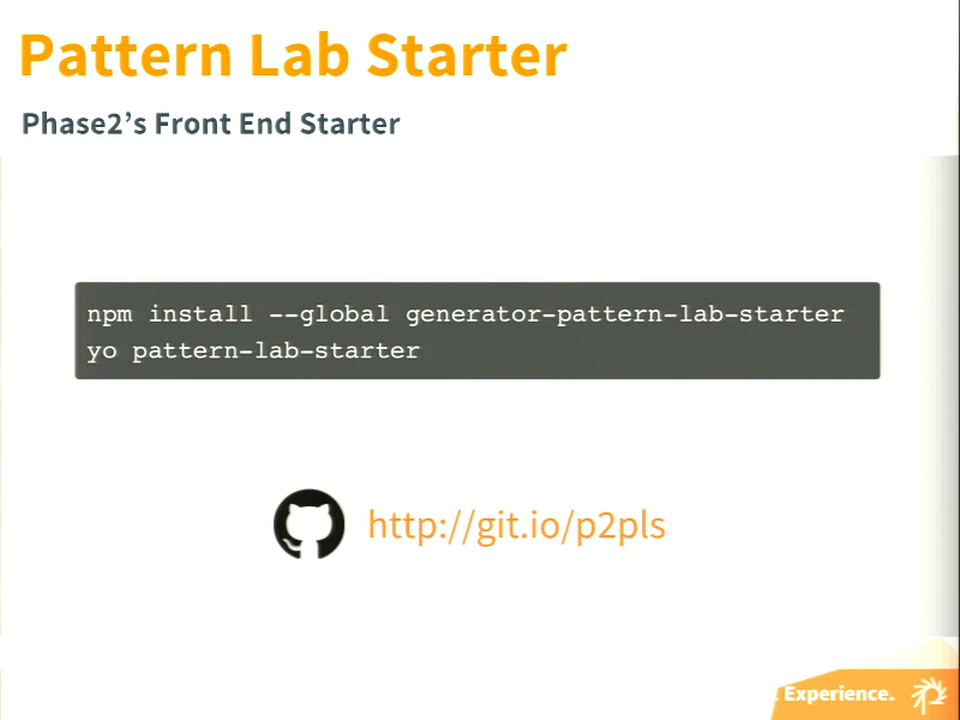 Pattern Lab Starter
Phase2’s Front End Starter
npm install --global generator-pattern-lab-starter
yo pattern-lab-starter
http://git.io/p2pls
Experience.